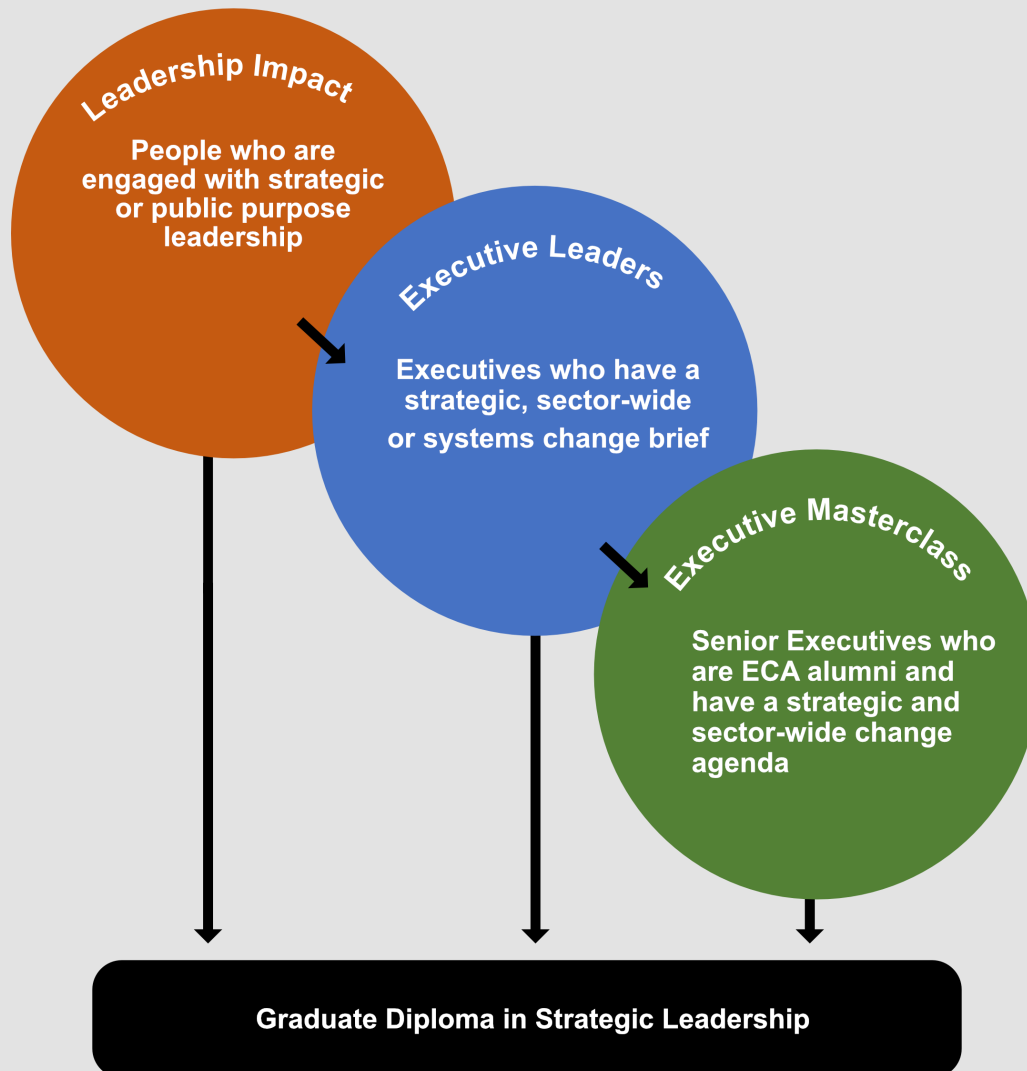 Leadership Impact
People who are
engaged with strategic
or public purpose
leadership
Executive Leaders
Executives who have a
strategic, sector-wide
or systems change brief
Executive Masterclass
Senior Executives who
are ECA alumni and
have a strategic and
sector-wide change
agenda
Graduate Diploma in Strategic Leadership